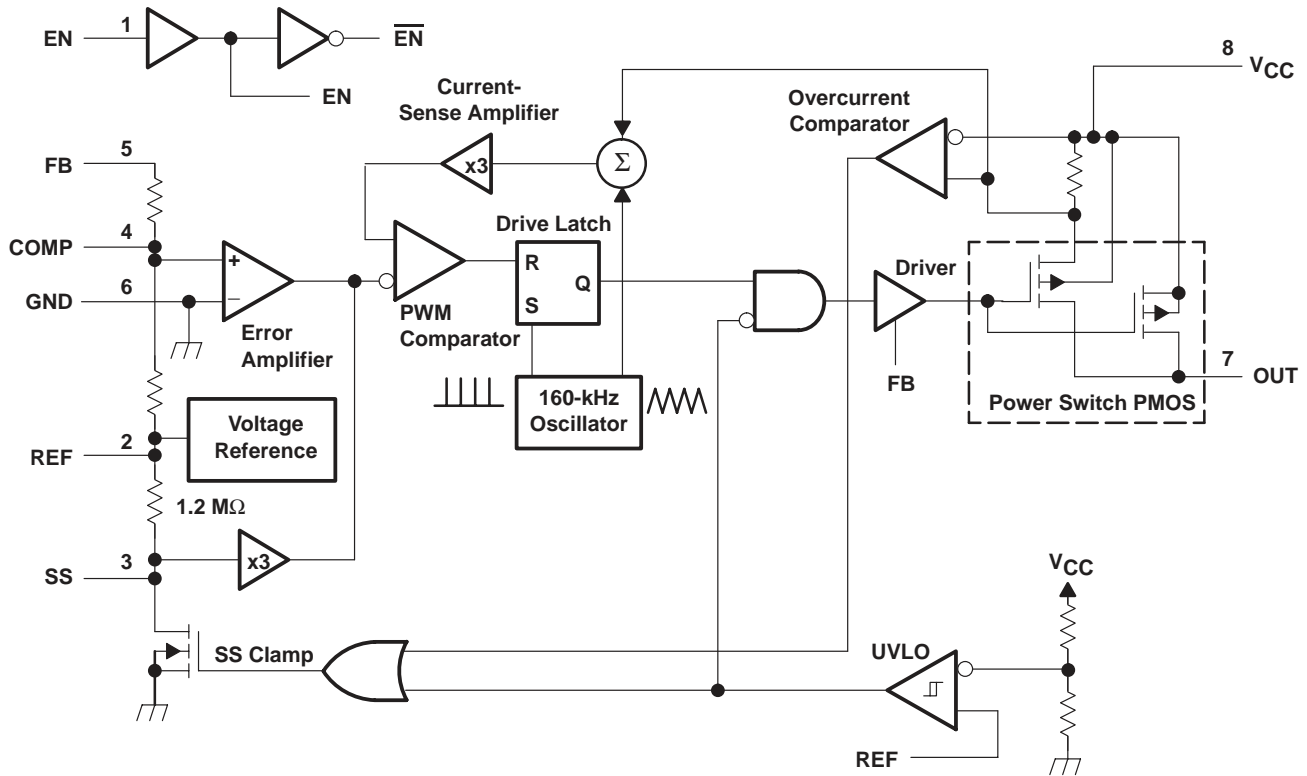 EN
1
EN
EN
8
VCC
Current-
Sense Amplifier
Overcurrent
Comparator
FB
5
x3
Σ
COMP
4
Drive Latch
R
S
Q
+
−
GND
6
Error
Amplifier
PWM
Comparator
Driver
FB
7
OUT
Power Switch PMOS
160-kHz
Oscillator
Voltage
Reference
REF
2
1.2 MΩ
x3
SS
3
SS Clamp
VCC
UVLO
REF